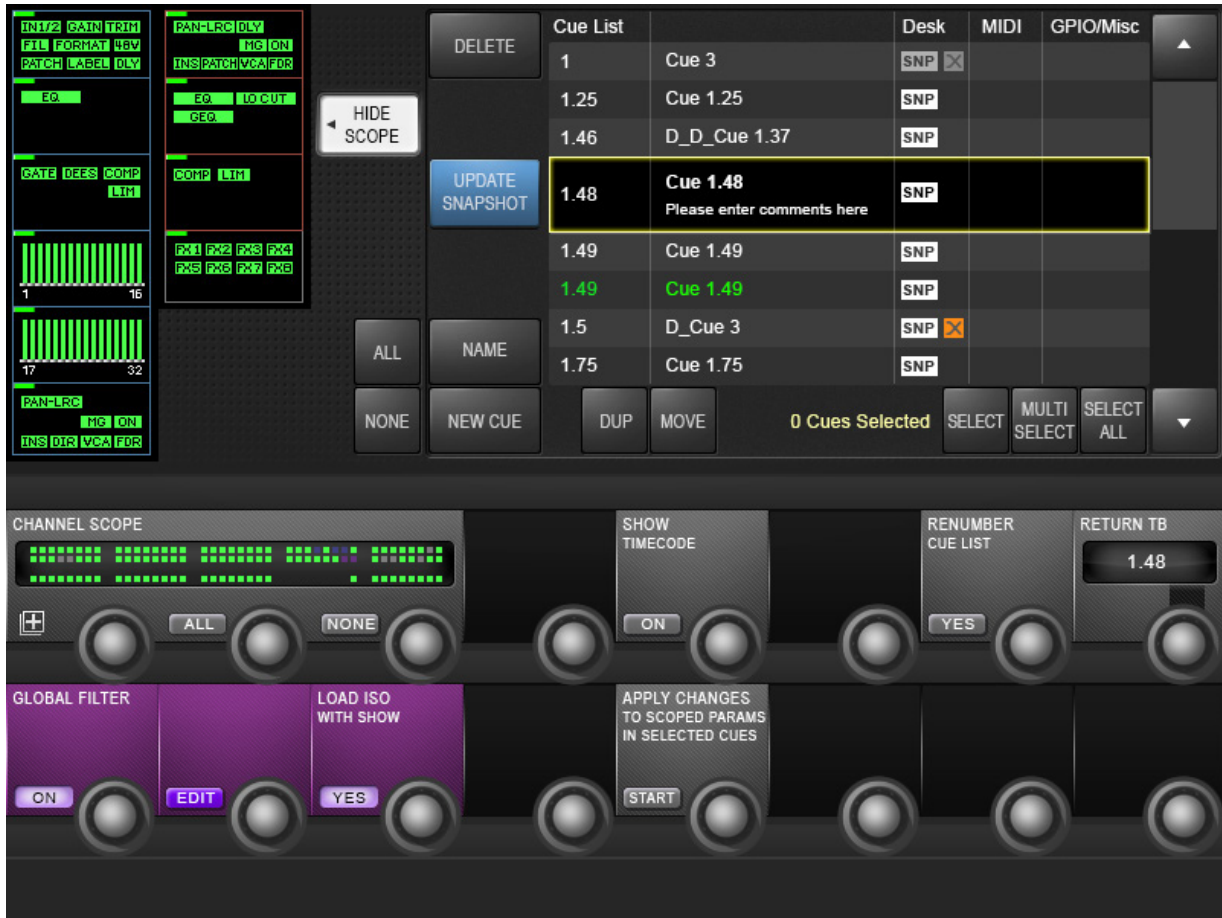 IN1/2 GAIN TRIM
FIL FORMAT 48V
PATCH LABEL DLY
PAN-LRC DLY
MG ON
INS PATCH VCA FDR
EQ
EQ LO CUT
GEQ
GATE DEES COMP
LIM
COMP LIM
1 16
FX1 FX2 FX3 FX4
FX5 FX6 FX7 FX8
17 32
PAN-LRC
MG ON
INS DIR VCA FDR
HIDE
SCOPE
ALL
NONE
DELETE
UPDATE
SNAPSHOT
NAME
NEW CUE
Cue List Desk MIDI GPIO/Misc
1 Cue 3 SNP
1.25 Cue 1.25 SNP
1.46 D_D_Cue 1.37 SNP
1.48 Cue 1.48 SNP
Please enter comments here
1.49 Cue 1.49 SNP
1.49 Cue 1.49 SNP
1.5 D_Cue 3 SNP
1.75 Cue 1.75 SNP
DUP MOVE 0 Cues Selected SELECT
MULTI
SELECT
SELECT
ALL
CHANNEL SCOPE
ALL NONE
SHOW
TIMECODE
ON
RENUMBER
CUE LIST
YES
RETURN TB
1.48
GLOBAL FILTER
ON
EDIT
LOAD ISO
WITH SHOW
YES
APPLY CHANGES
TO SCOPED PARAMS
IN SELECTED CUES
START